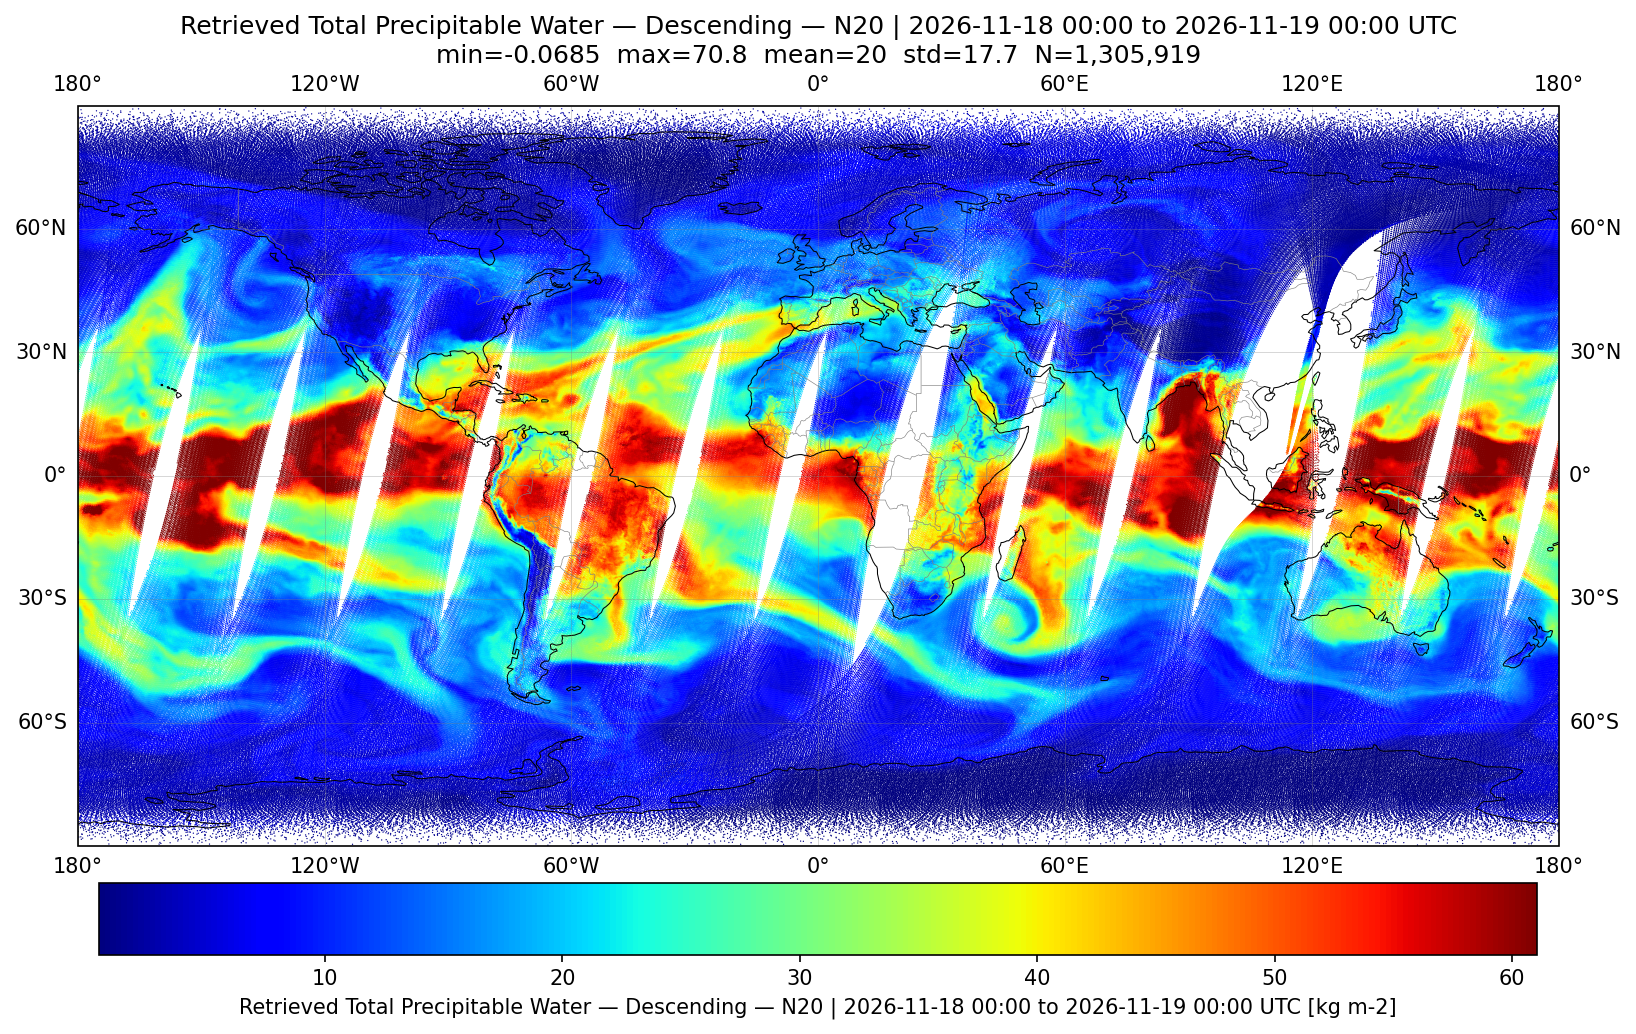 Retrieved Total Precipitable Water — Descending — N20 | 2026-11-18 00:00 to 2026-11-19 00:00 UTC
min=-0.0685  max=70.8  mean=20  std=17.7  N=1,305,919
180° 120°W 60°W 0° 60°E 120°E 180°
60°N 60°N
30°N 30°N
0° 0°
30°S 30°S
60°S 60°S
180° 120°W 60°W 0° 60°E 120°E 180°
10 20 30 40 50 60
Retrieved Total Precipitable Water — Descending — N20 | 2026-11-18 00:00 to 2026-11-19 00:00 UTC [kg m-2]